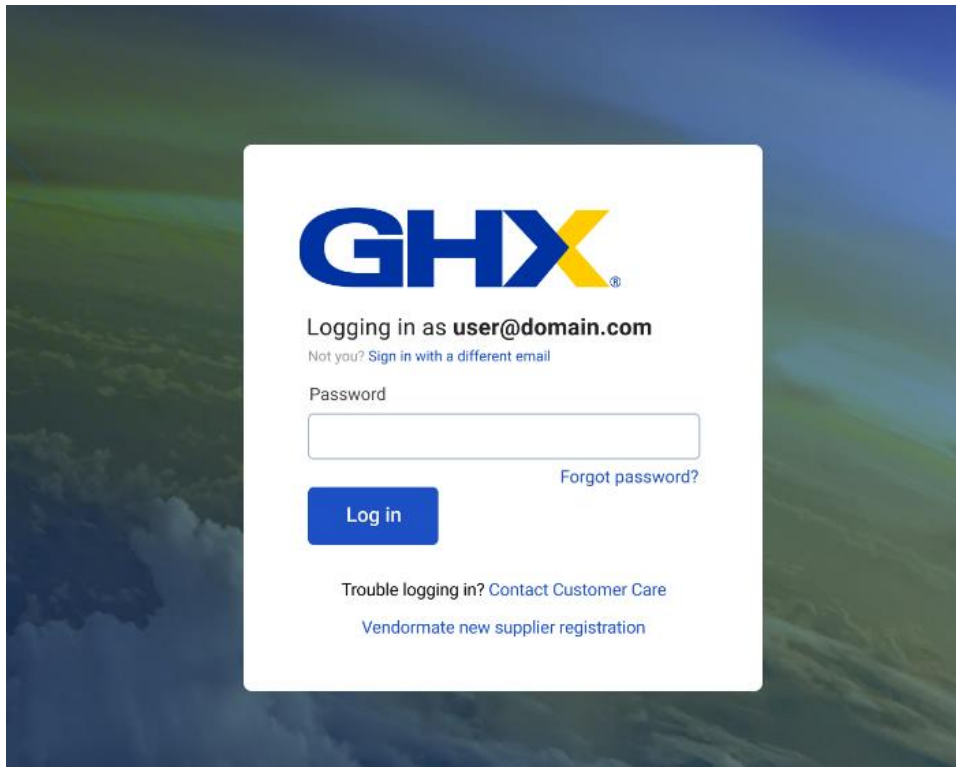 GHX®
Logging in as user@domain.com
Not you? Sign in with a different email
Password
Forgot password?
Log in
Trouble logging in? Contact Customer Care
Vendormate new supplier registration